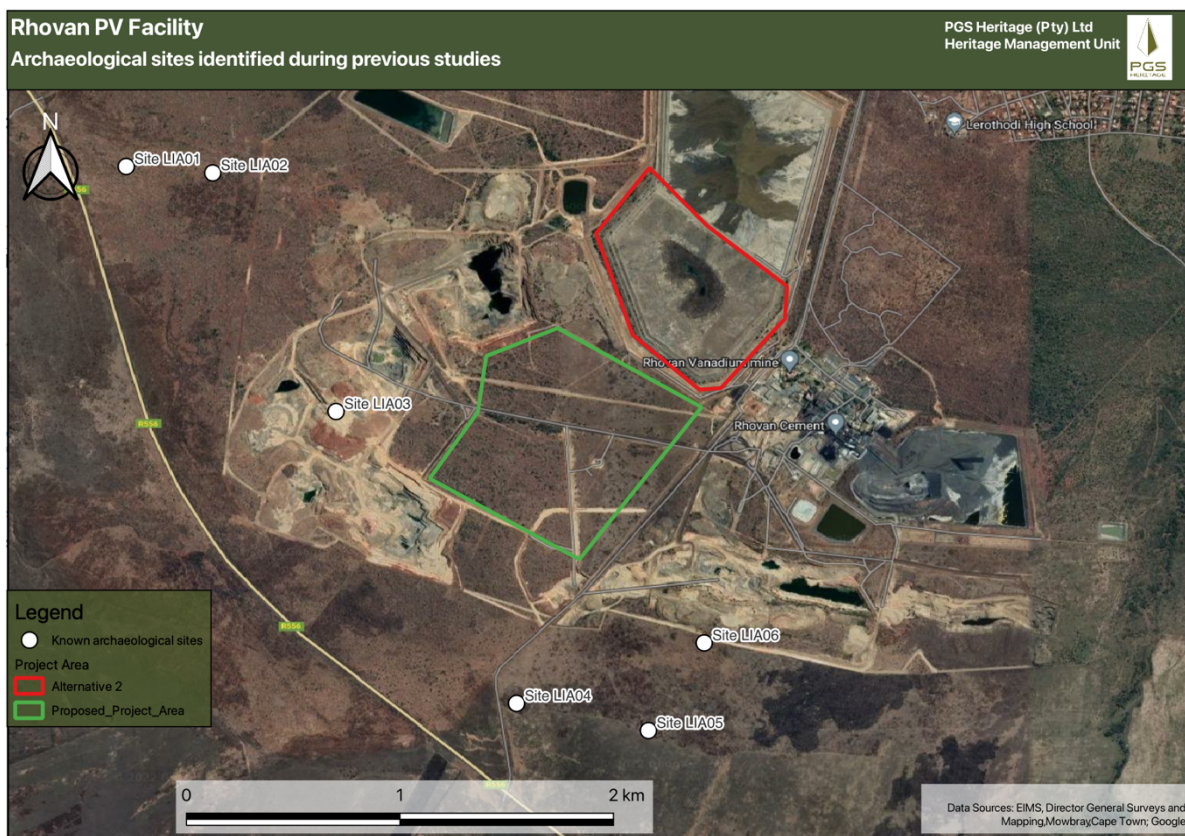 Rhovan PV Facility
Archaeological sites identified during previous studies
PGS Heritage (Pty) Ltd
Heritage Management Unit
PGS
HERITAGE
N
Site LIA01
Site LIA02
Lerothodi High School
Rhovan Vanadium mine
Site LIA03
R556
Rhovan Cement
R556
Site LIA06
Site LIA04
Site LIA05
Legend
Known archaeological sites
Project Area
Alternative 2
Proposed_Project_Area
0 1 2 km
Data Sources: EIMS, Director General Surveys and
Mapping,Mowbray,Cape Town; Google